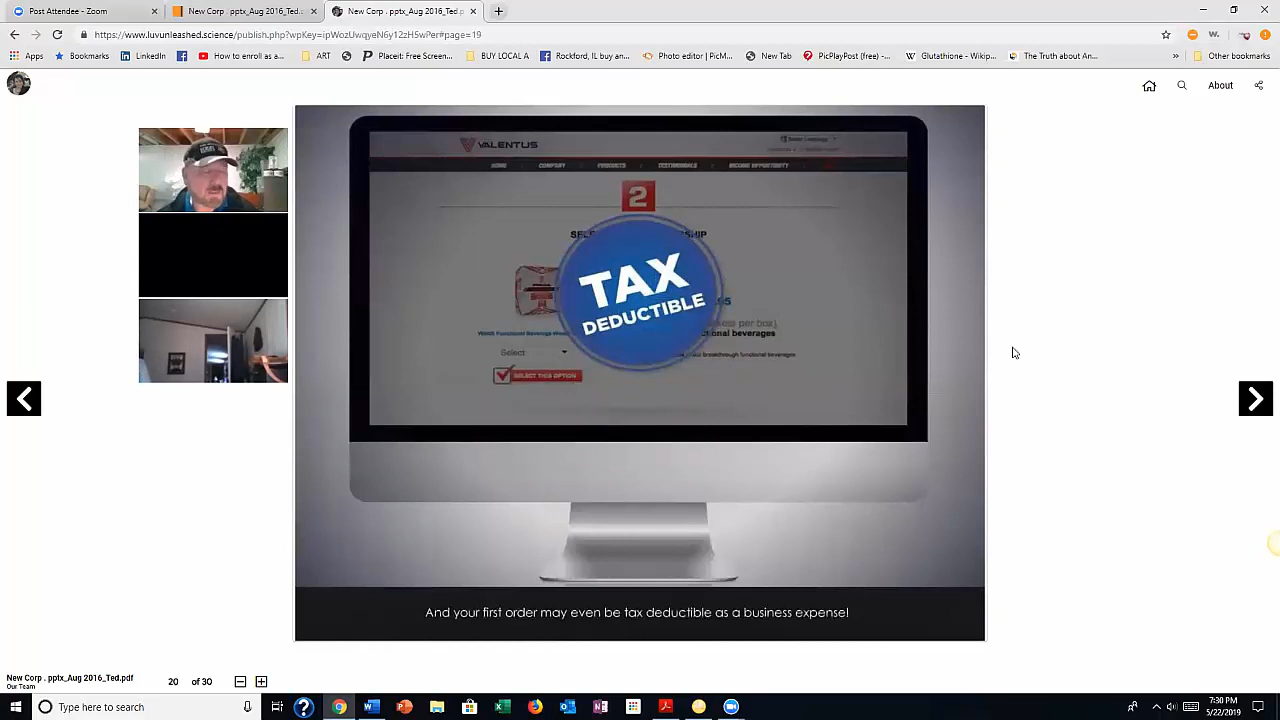 Post Attendee - Zoom
New Corp . pptx_Aug 2016_Ted.
New Corp . pptx_Aug 2016_Ted.p
https://www.luvunleashed.science/publish.php?wpKey=ipWozUwqyeN6y12zH5wPer#page=19
W.
Apps
Bookmarks
LinkedIn
How to enroll as a...
ART
Placeit: Free Screen...
BUY LOCAL A
Rockford, IL buy an...
Photo editor | PicM...
New Tab
PicPlayPost (free) -...
Glutathione - Wikip...
The Truth about An...
»
Other bookmarks
About
VALENTUS
HOME
COMPANY
PRODUCTS
TESTIMONIALS
INCOME OPPORTUNITY
2
TAX
DEDUCTIBLE
Select
SELECT THIS OPTION
And your first order may even be tax deductible as a business expense!
New Corp . pptx_Aug 2016_Ted.pdf
Our Team
20 of 30
Type here to search
7:30 PM
5/22/2019